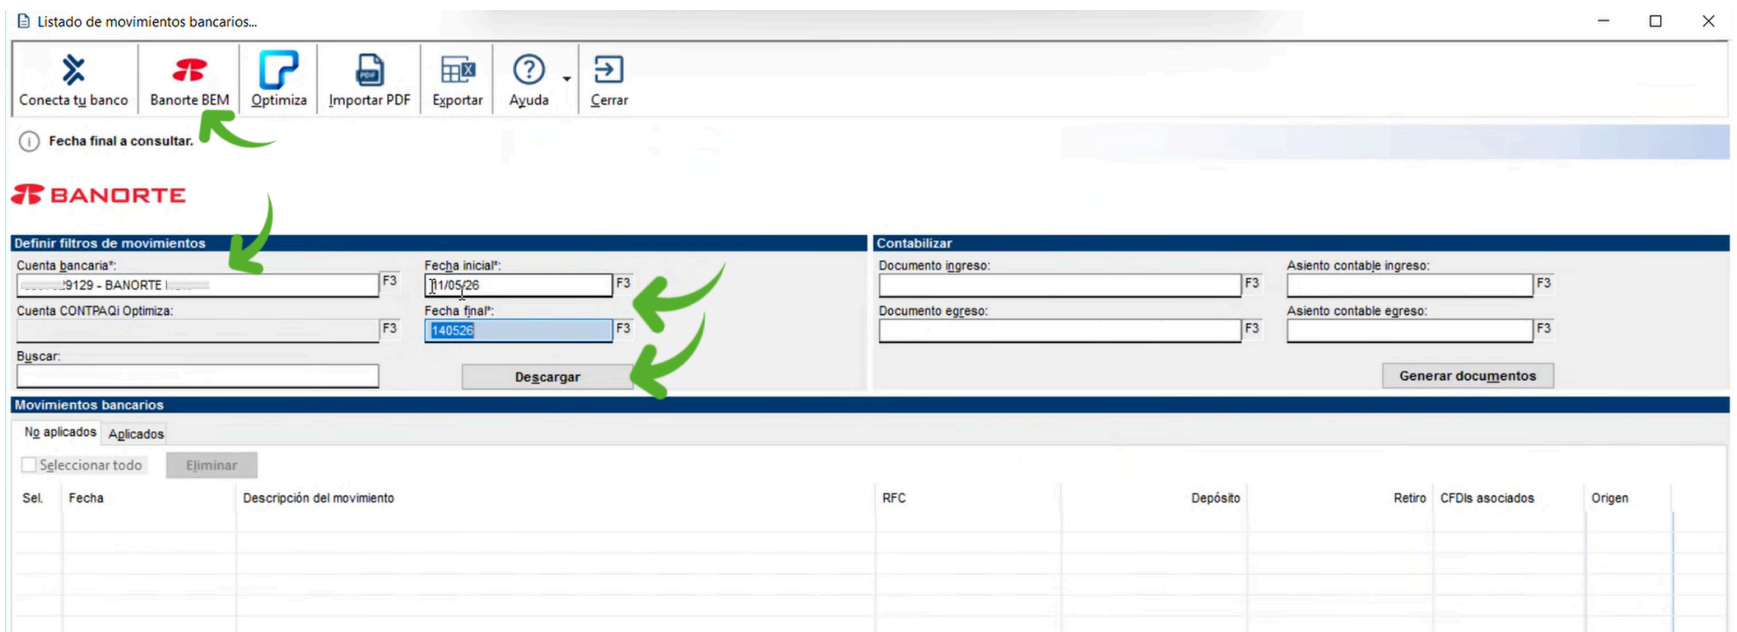 Listado de movimientos bancarios...
Conecta tu banco Banorte BEM Optimiza Importar PDF Exportar Ayuda Cerrar
Fecha final a consultar.
BANORTE
Definir filtros de movimientos Contabilizar
Cuenta bancaria*: Fecha inicial*: Documento ingreso: Asiento contable ingreso:
9129 - BANORTE F3 11/05/26 F3 F3 F3
Cuenta CONTPAQi Optimiza: Fecha final*: Documento egreso: Asiento contable egreso:
F3 140526 F3 F3 F3
Buscar:
Descargar Generar documentos
Movimientos bancarios
No aplicados Aplicados
Seleccionar todo Eliminar
Sel. Fecha Descripción del movimiento RFC Depósito Retiro CFDIs asociados Origen